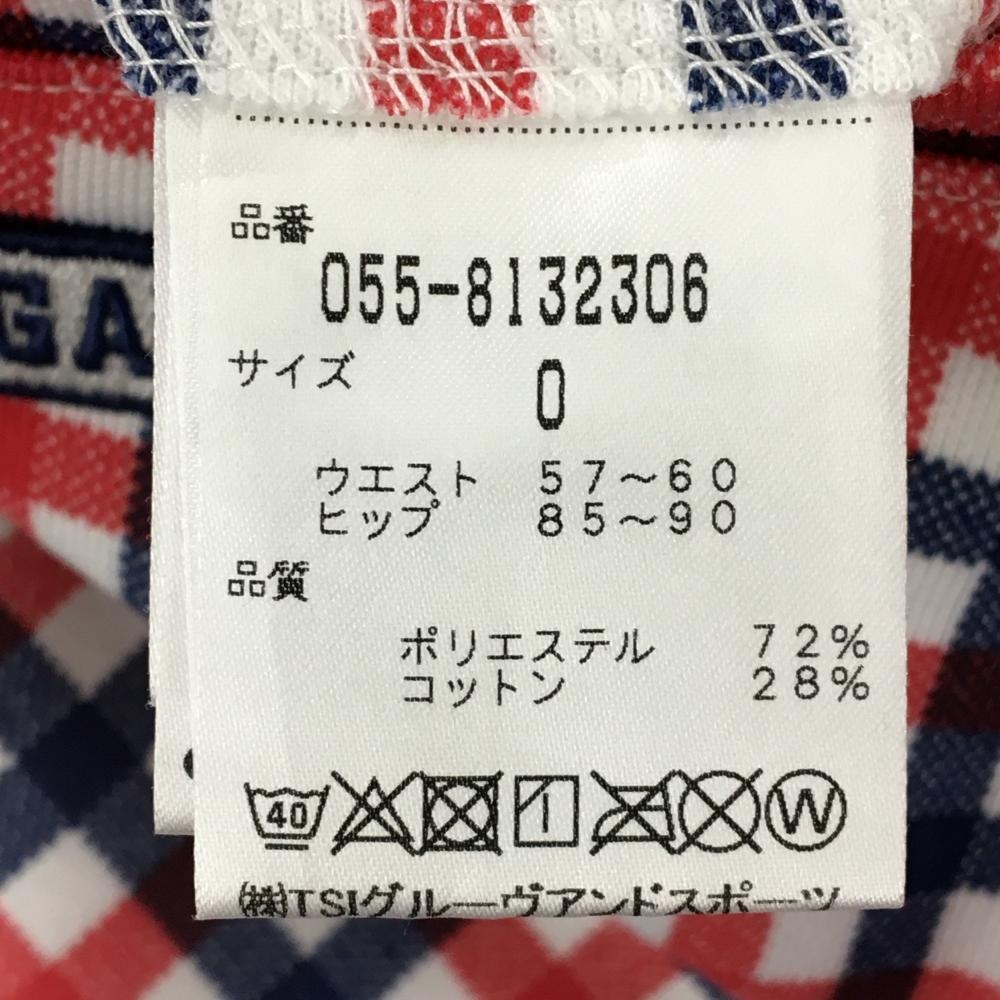 品番
055-8132306
サイズ
0
ウエスト 57~60
ヒップ 85~90
品質
ポリエステル 72%
コットン 28%
40 W
(株)TSIグルーヴアンドスポーツ
GA